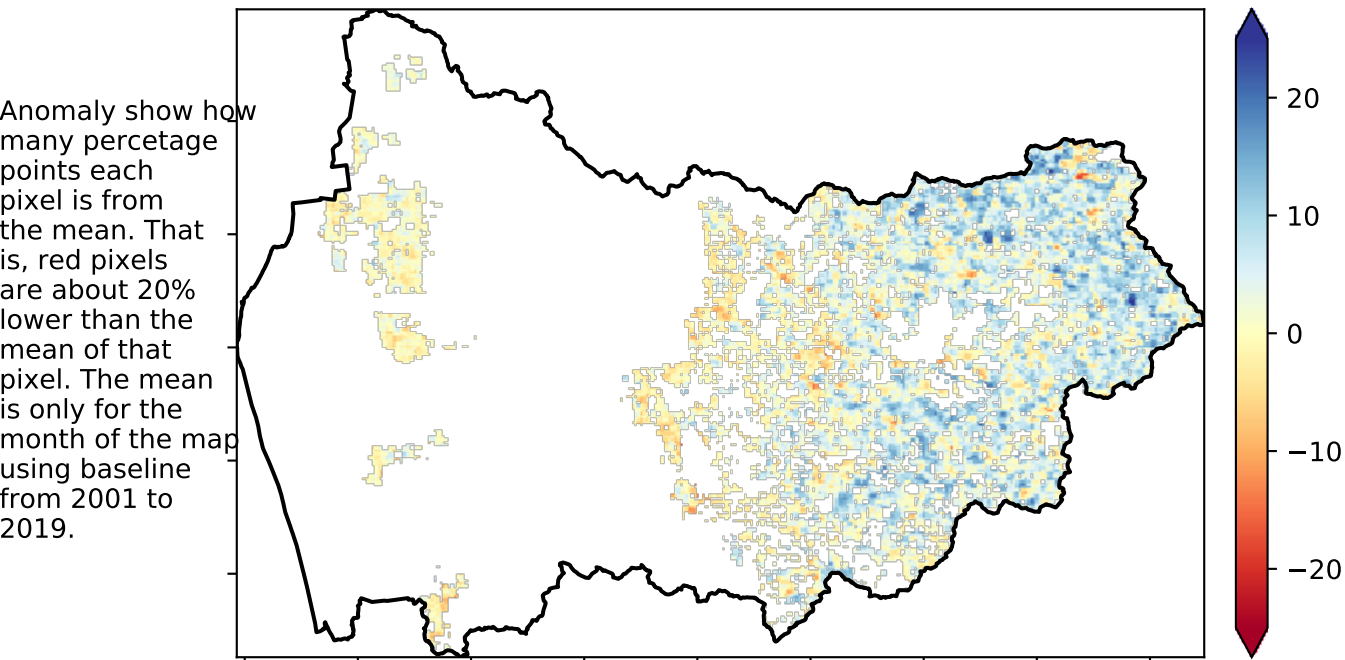 Anomaly show how
many percetage
points each
pixel is from
the mean. That
is, red pixels
are about 20%
lower than the
mean of that
pixel. The mean
is only for the
month of the map
using baseline
from 2001 to
2019.
20
10
0
−10
−20